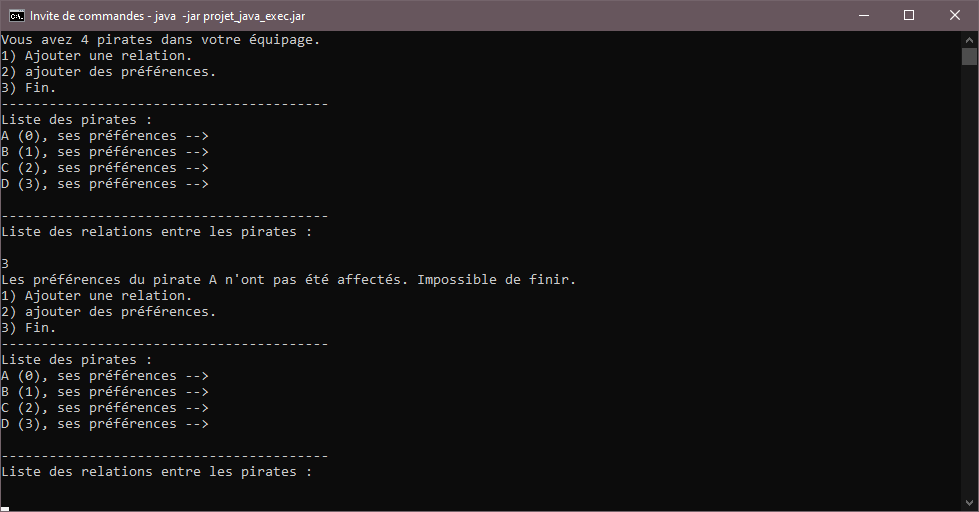 Invite de commandes - java  -jar projet_java_exec.jar
Vous avez 4 pirates dans votre équipage.
1) Ajouter une relation.
2) ajouter des préférences.
3) Fin.
-----------------------------------------
Liste des pirates :
A (0), ses préférences -->
B (1), ses préférences -->
C (2), ses préférences -->
D (3), ses préférences -->
-----------------------------------------
Liste des relations entre les pirates :
3
Les préférences du pirate A n'ont pas été affectés. Impossible de finir.
1) Ajouter une relation.
2) ajouter des préférences.
3) Fin.
-----------------------------------------
Liste des pirates :
A (0), ses préférences -->
B (1), ses préférences -->
C (2), ses préférences -->
D (3), ses préférences -->
-----------------------------------------
Liste des relations entre les pirates :